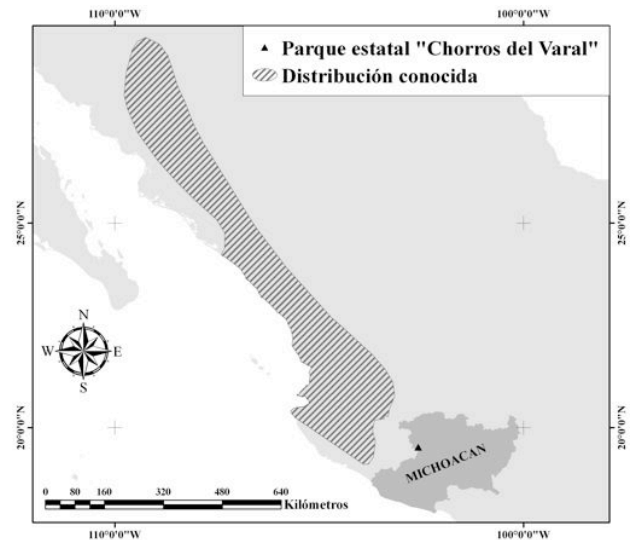 110°0'0"W 100°0'0"W
Parque estatal "Chorros del Varal"
Distribución conocida
25°0'0"N 25°0'0"N
N
W E
S
20°0'0"N 20°0'0"N
MICHOACAN
0 80 160 320 480 640
Kilómetros
110°0'0"W 100°0'0"W